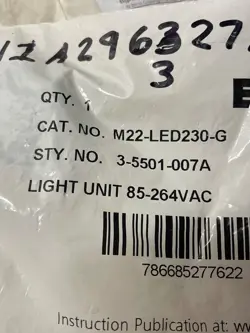 3
E
QTY. 1
CAT. NO. M22-LED230-G
STY. NO. 3-5501-007A
LIGHT UNIT 85-264VAC
786685277622
Instruction Publication at: ww